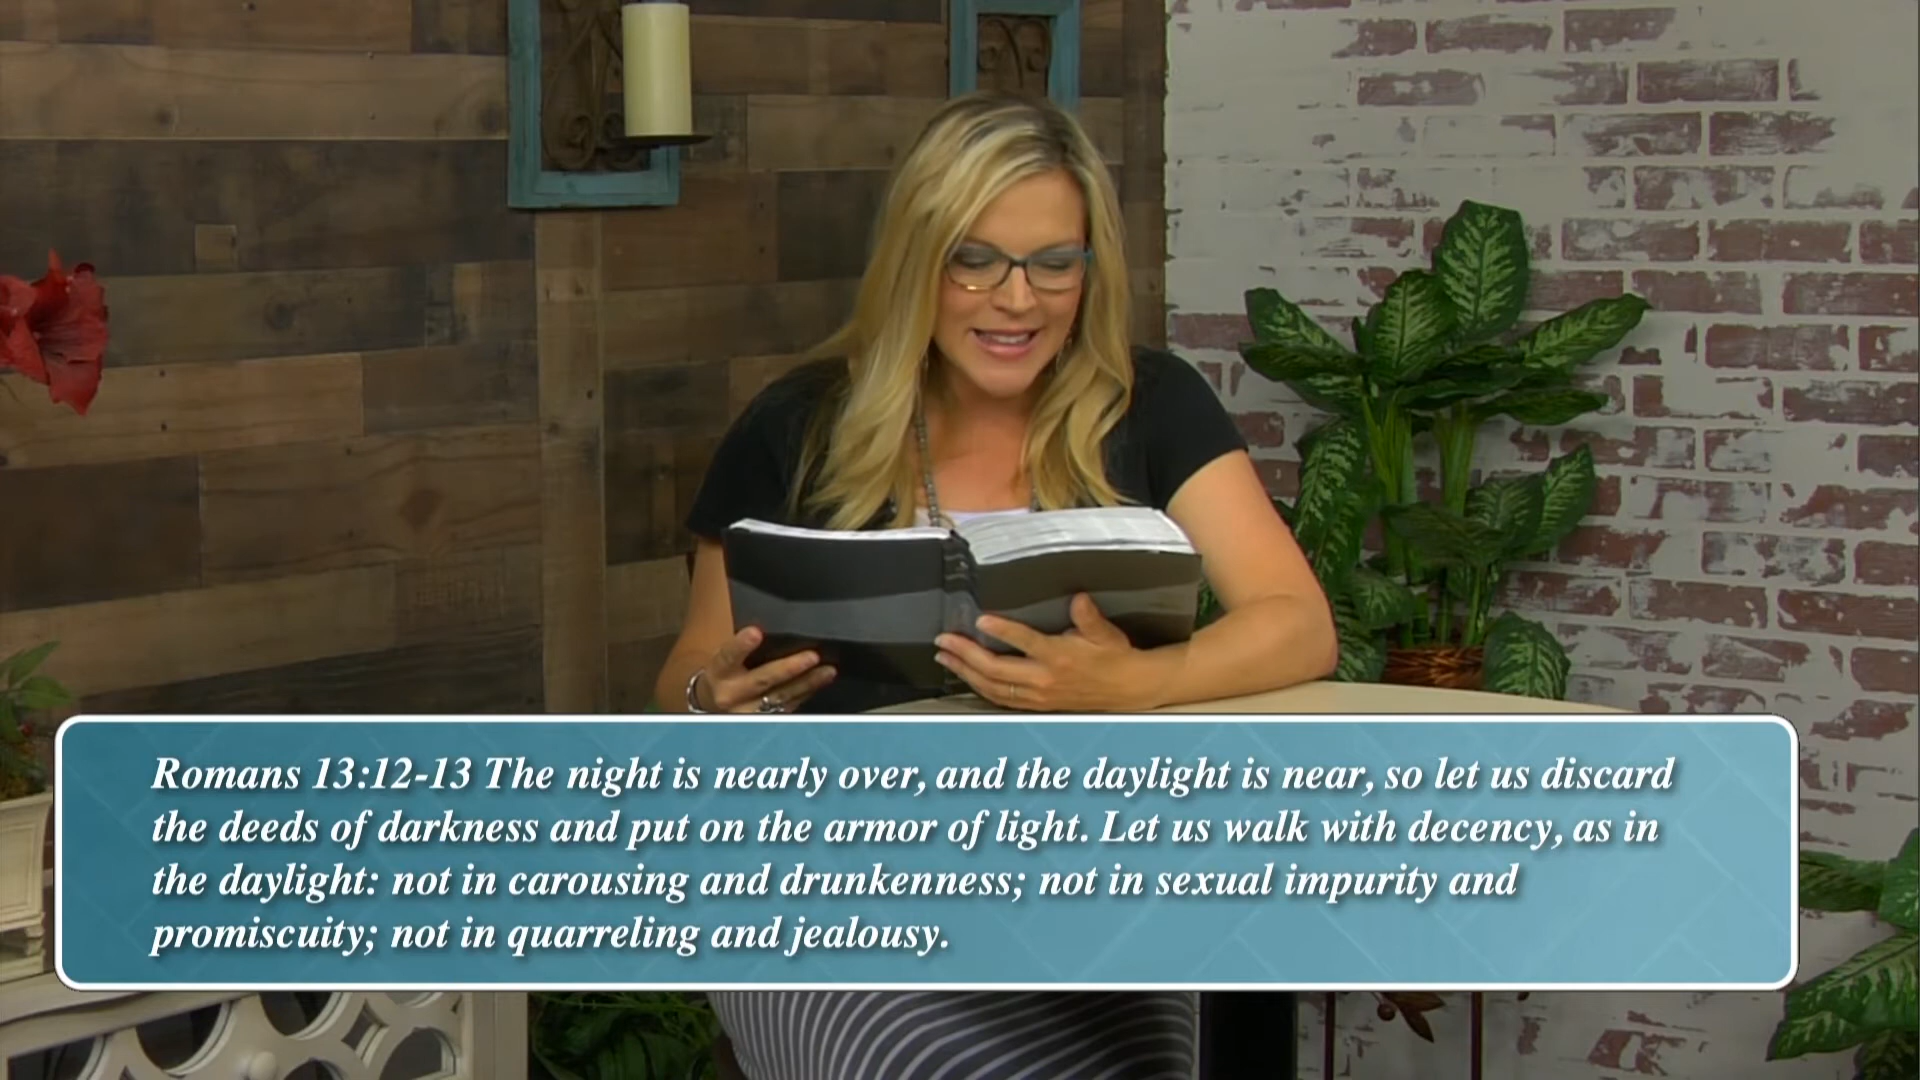 Romans 13:12-13 The night is nearly over, and the daylight is near, so let us discard
the deeds of darkness and put on the armor of light. Let us walk with decency, as in
the daylight: not in carousing and drunkenness; not in sexual impurity and
promiscuity; not in quarreling and jealousy.